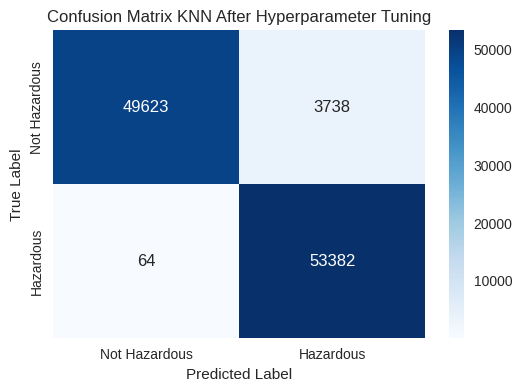 Confusion Matrix KNN After Hyperparameter Tuning
True Label
Not Hazardous
Hazardous
49623
3738
64
53382
Not Hazardous
Hazardous
Predicted Label
50000
40000
30000
20000
10000